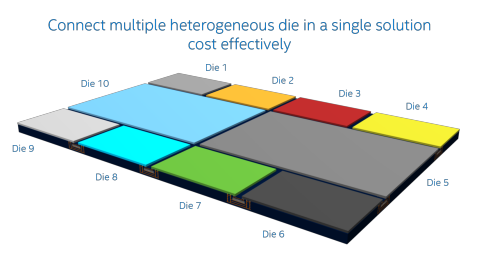 Connect multiple heterogeneous die in a single solution
cost effectively
Die 1
Die 10
Die 2
Die 3
Die 4
Die 9
Die 8
Die 5
Die 7
Die 6